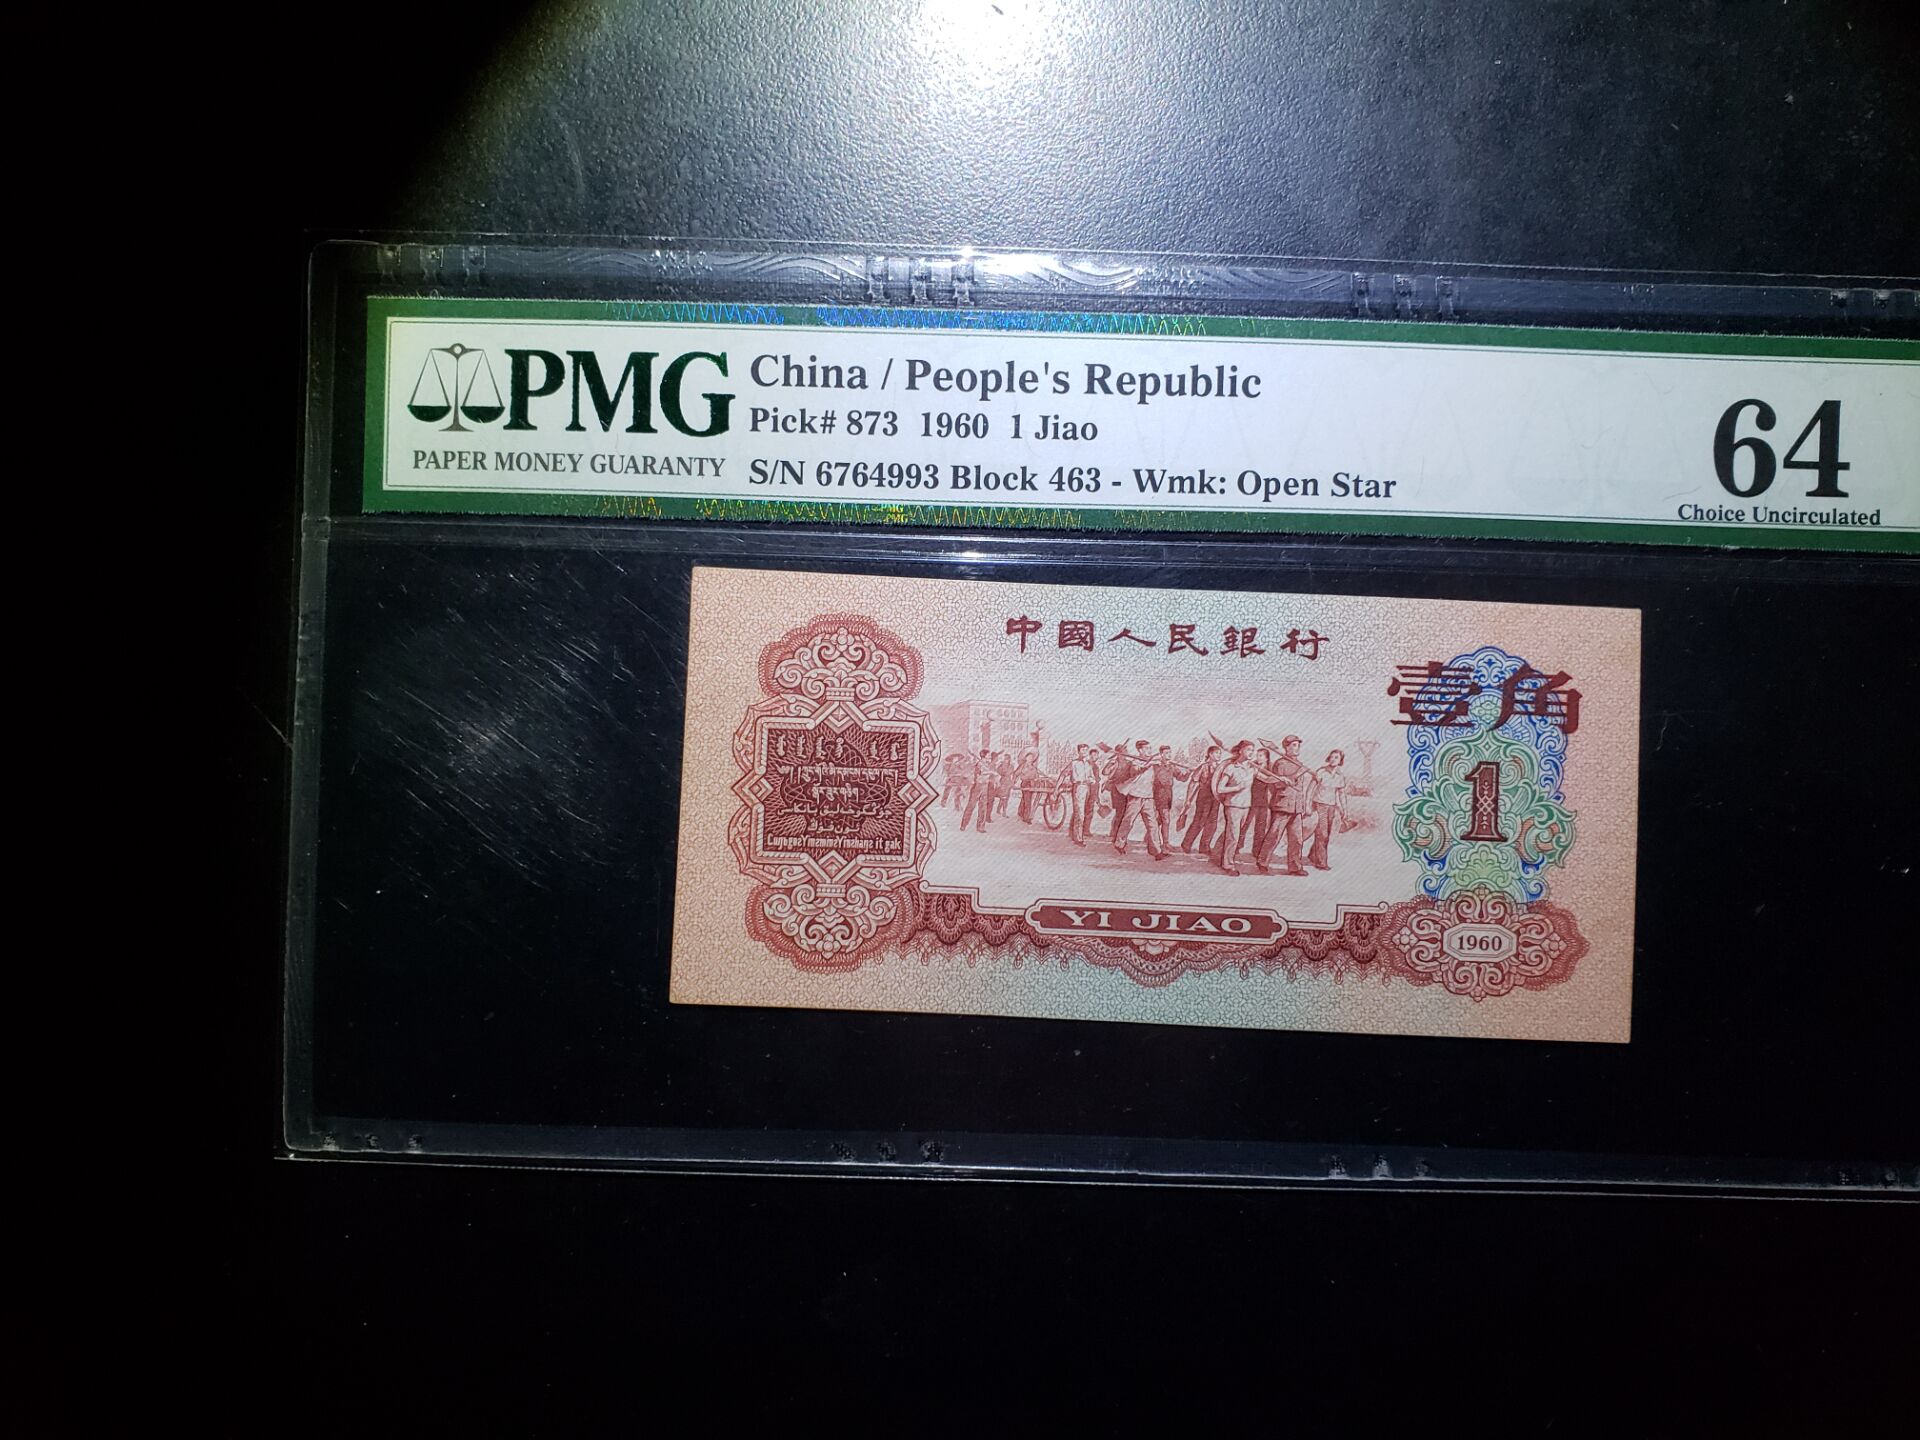 PMG
PAPER MONEY GUARANTY
China / People's Republic
Pick# 873 1960 1 Jiao
S/N 6764993 Block 463 - Wmk: Open Star
64
Choice Uncirculated
中國人民銀行
壹角
1
YI JIAO
1960